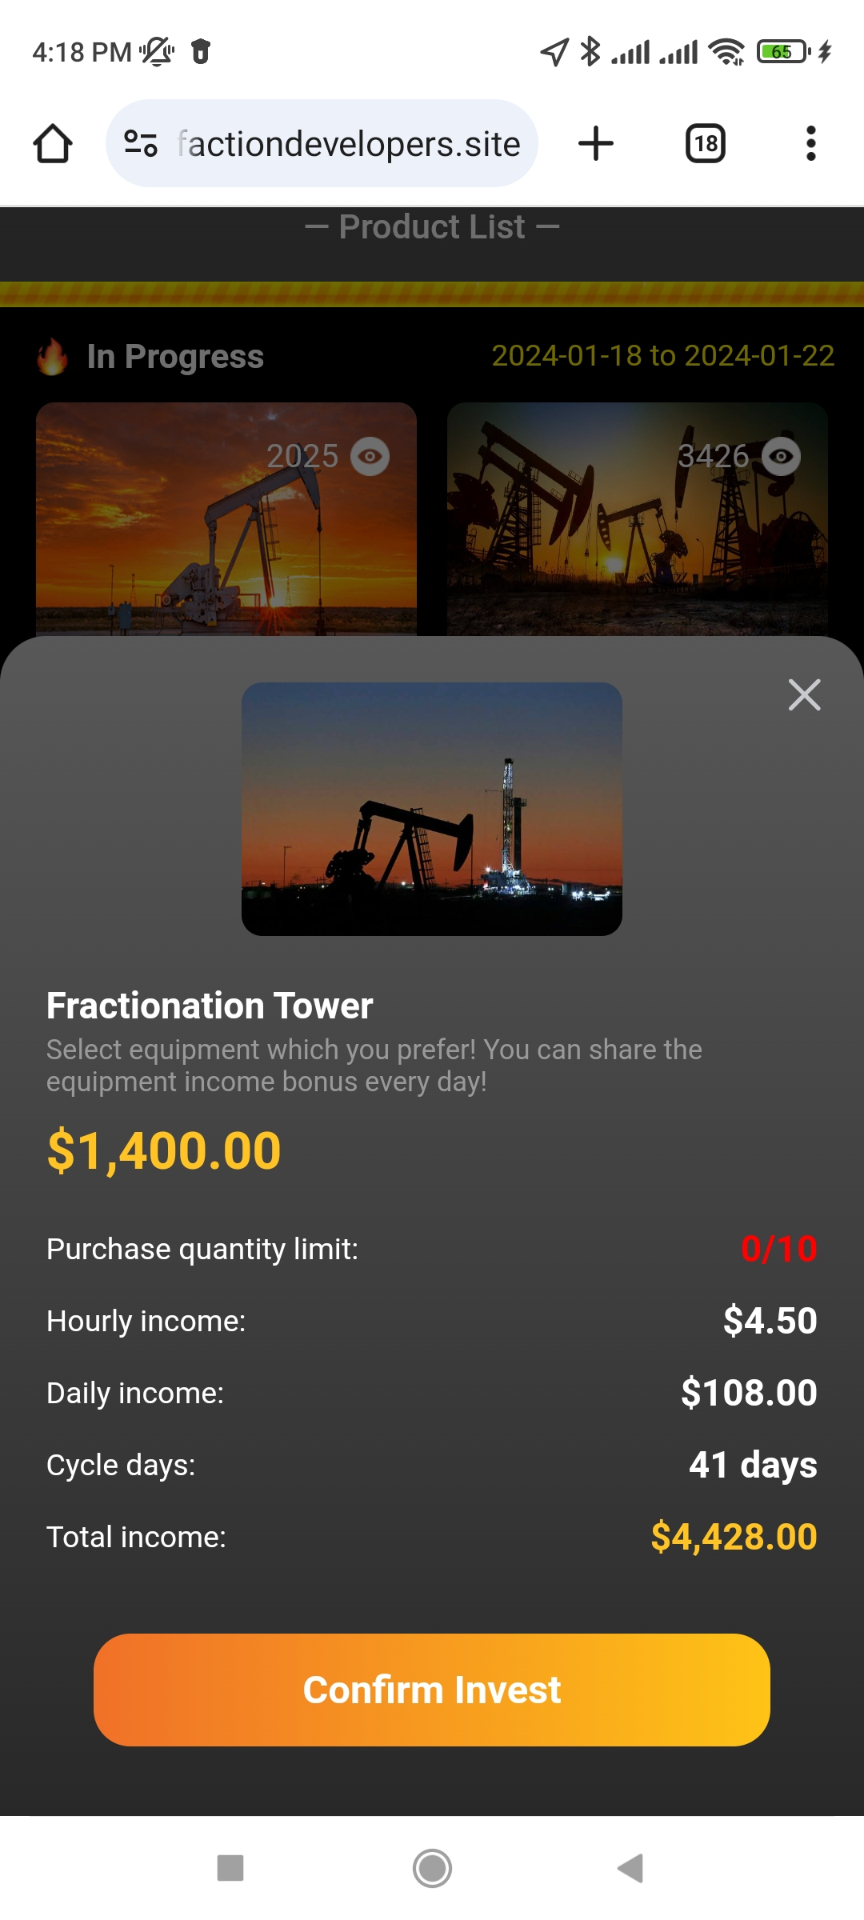 4:18 PM
65
factiondevelopers.site
18
— Product List —
In Progress
2024-01-18 to 2024-01-22
2025
3426
Fractionation Tower
Select equipment which you prefer! You can share the
equipment income bonus every day!
$1,400.00
Purchase quantity limit:
0/10
Hourly income:
$4.50
Daily income:
$108.00
Cycle days:
41 days
Total income:
$4,428.00
Confirm Invest